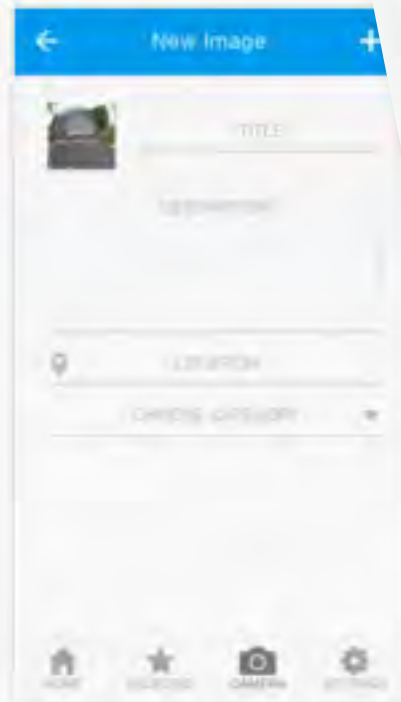 New Image
TITLE
DESCRIPTION
LOCATION
CHOOSE CATEGORY
HOME
CAMERA
SETTINGS